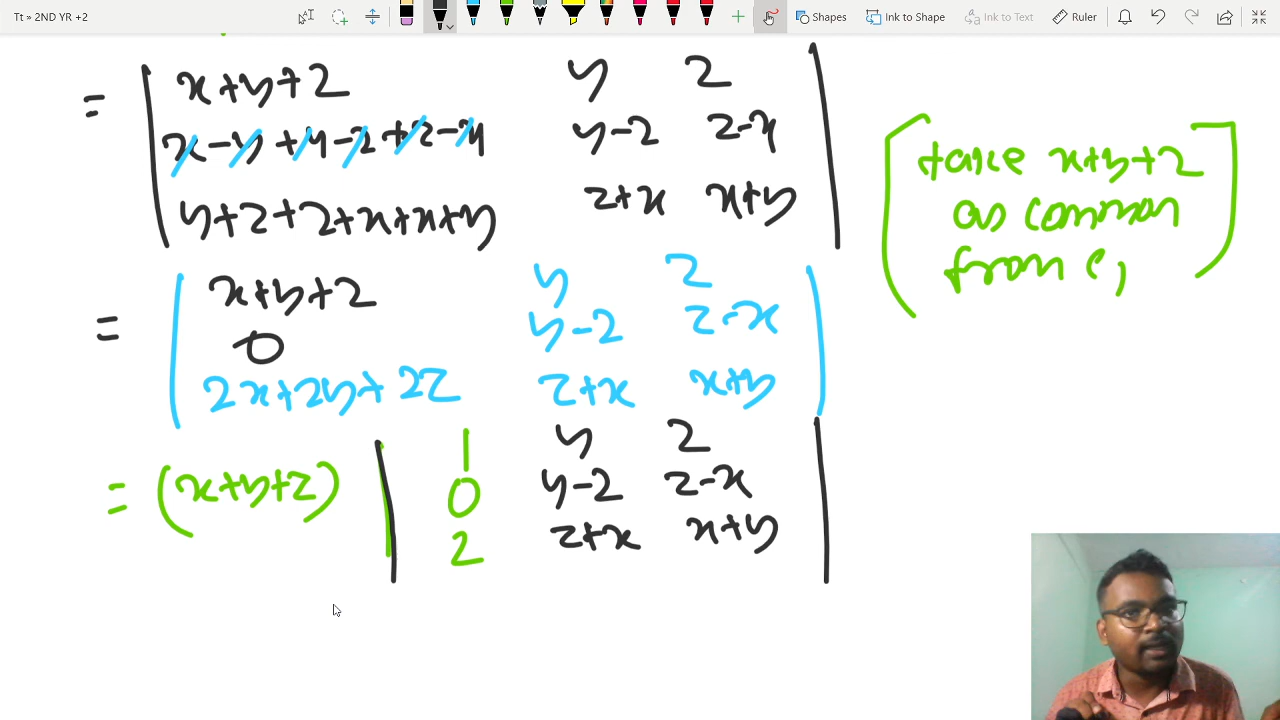 Tt » 2ND YR +2
Shapes Ink to Shape Ink to Text Ruler
= | x+y+z y z |
| x-y+y-z+z-x y-z z-x |
| y+z+z+x+x+y z+x x+y |
[take x+y+z
as common
from c1]
= | x+y+z y z |
| 0 y-z z-x |
| 2x+2y+2z z+x x+y |
= (x+y+z) | 1 y z |
| 0 y-z z-x |
| 2 z+x x+y |